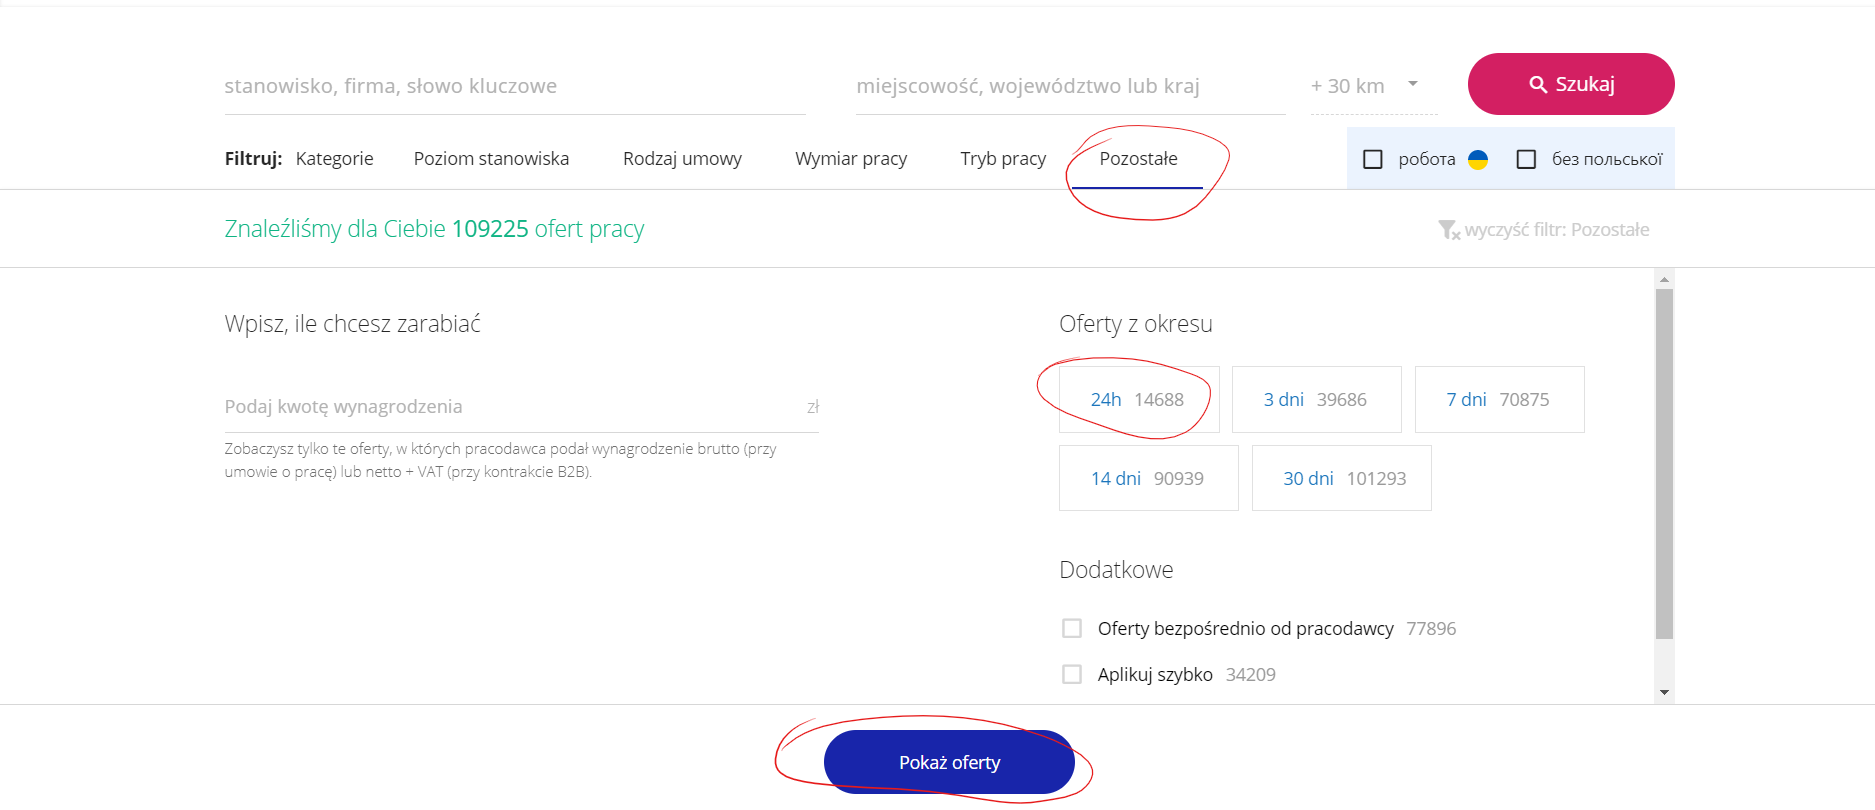 stanowisko, firma, słowo kluczowe miejscowość, województwo lub kraj + 30 km Szukaj
Filtruj: Kategorie Poziom stanowiska Rodzaj umowy Wymiar pracy Tryb pracy Pozostałe робота без польської
Znaleźliśmy dla Ciebie 109225 ofert pracy wyczyść filtr: Pozostałe
Wpisz, ile chcesz zarabiać
Podaj kwotę wynagrodzenia zł
Zobaczysz tylko te oferty, w których pracodawca podał wynagrodzenie brutto (przy
umowie o pracę) lub netto + VAT (przy kontrakcie B2B).
Oferty z okresu
24h 14688 3 dni 39686 7 dni 70875
14 dni 90939 30 dni 101293
Dodatkowe
Oferty bezpośrednio od pracodawcy 77896
Aplikuj szybko 34209
Pokaż oferty